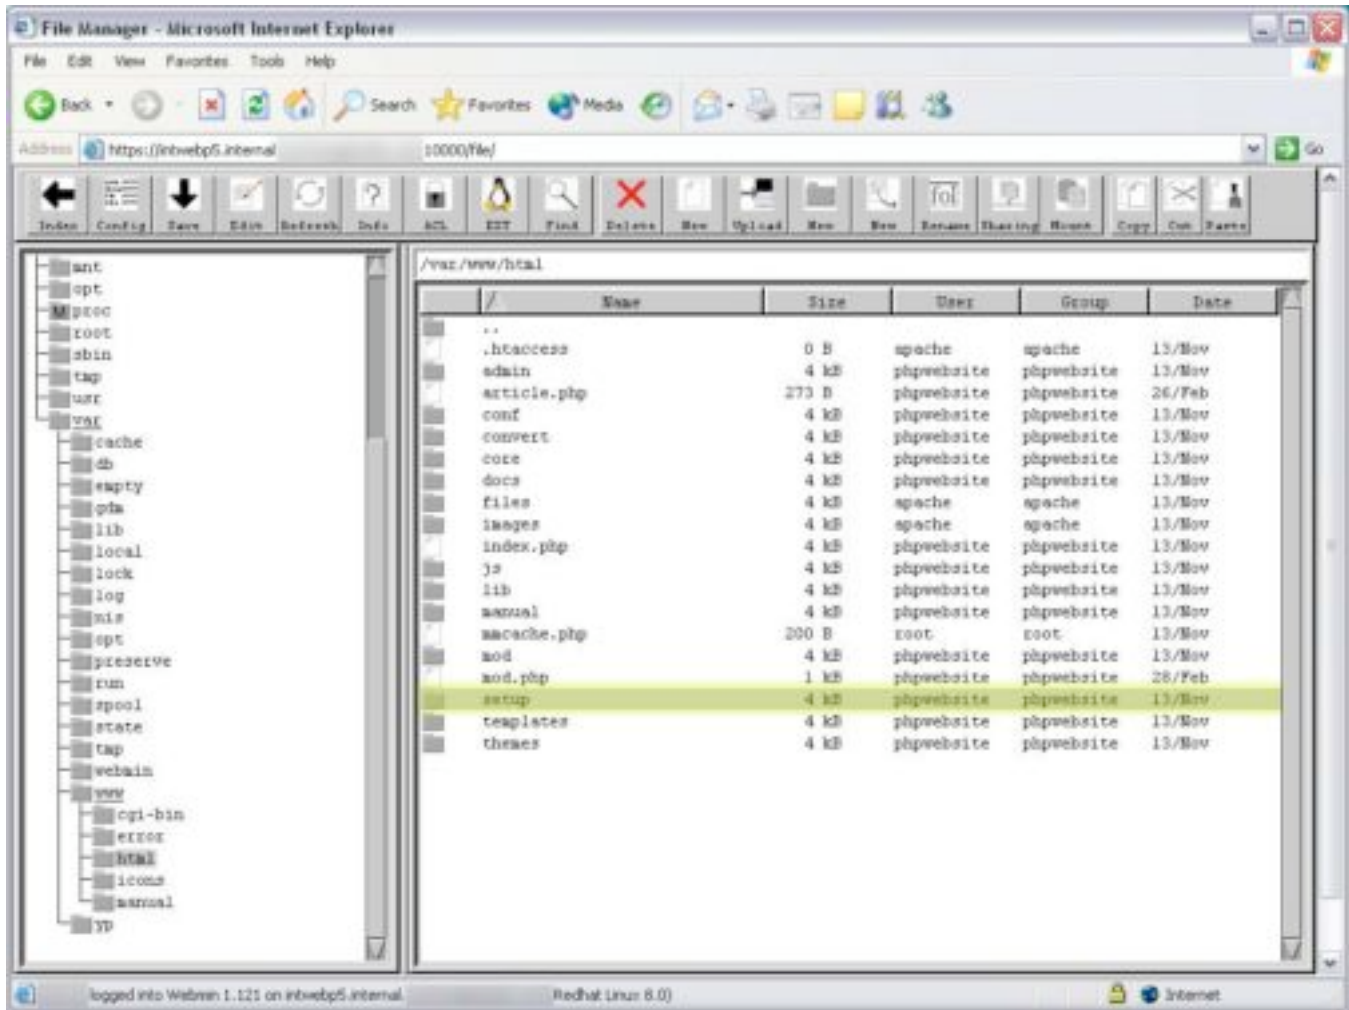 File Manager - Microsoft Internet Explorer
File Edit View Favorites Tools Help
Back Search Favorites Media
Address https://intwebp5.internal 10000/file/ Go
Index Config Save Edit Refresh Info ACL EXT Find Delete New Upload New New Rename Sharing Mount Copy Cut Paste
/var/www/html
/ Name Size User Group Date
..
.htaccess 0 B apache apache 13/Nov
admin 4 kB phpwebsite phpwebsite 13/Nov
article.php 273 B phpwebsite phpwebsite 26/Feb
conf 4 kB phpwebsite phpwebsite 13/Nov
convert 4 kB phpwebsite phpwebsite 13/Nov
core 4 kB phpwebsite phpwebsite 13/Nov
docs 4 kB phpwebsite phpwebsite 13/Nov
files 4 kB apache apache 13/Nov
images 4 kB apache apache 13/Nov
index.php 4 kB phpwebsite phpwebsite 13/Nov
js 4 kB phpwebsite phpwebsite 13/Nov
lib 4 kB phpwebsite phpwebsite 13/Nov
manual 4 kB phpwebsite phpwebsite 13/Nov
mmcache.php 200 B root root 13/Nov
mod 4 kB phpwebsite phpwebsite 13/Nov
mod.php 1 kB phpwebsite phpwebsite 28/Feb
setup 4 kB phpwebsite phpwebsite 13/Nov
templates 4 kB phpwebsite phpwebsite 13/Nov
themes 4 kB phpwebsite phpwebsite 13/Nov
mnt
opt
M proc
root
sbin
tmp
usr
var
cache
db
empty
gdm
lib
local
lock
log
nis
opt
preserve
run
spool
state
tmp
webmin
www
cgi-bin
error
html
icons
manual
yp
logged into Webmin 1.121 on intwebp5.internal. Redhat Linux 8.0) Internet